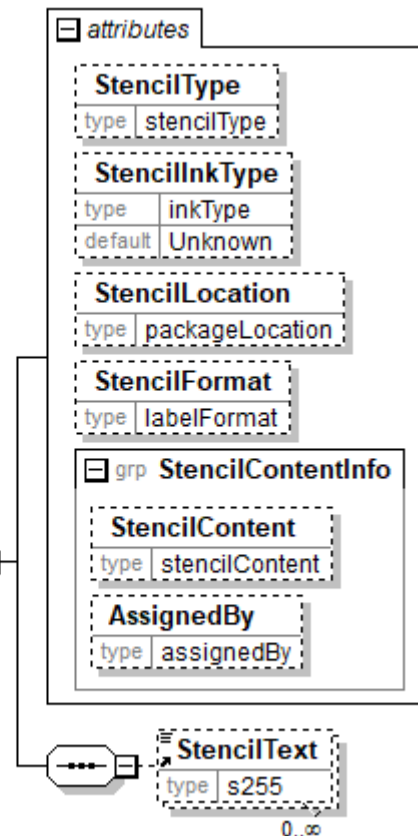 attributes
StencilType
type stencilType
StencilInkType
type inkType
default Unknown
StencilLocation
type packageLocation
StencilFormat
type labelFormat
grp StencilContentInfo
StencilContent
type stencilContent
AssignedBy
type assignedBy
StencilText
type s255
0..∞